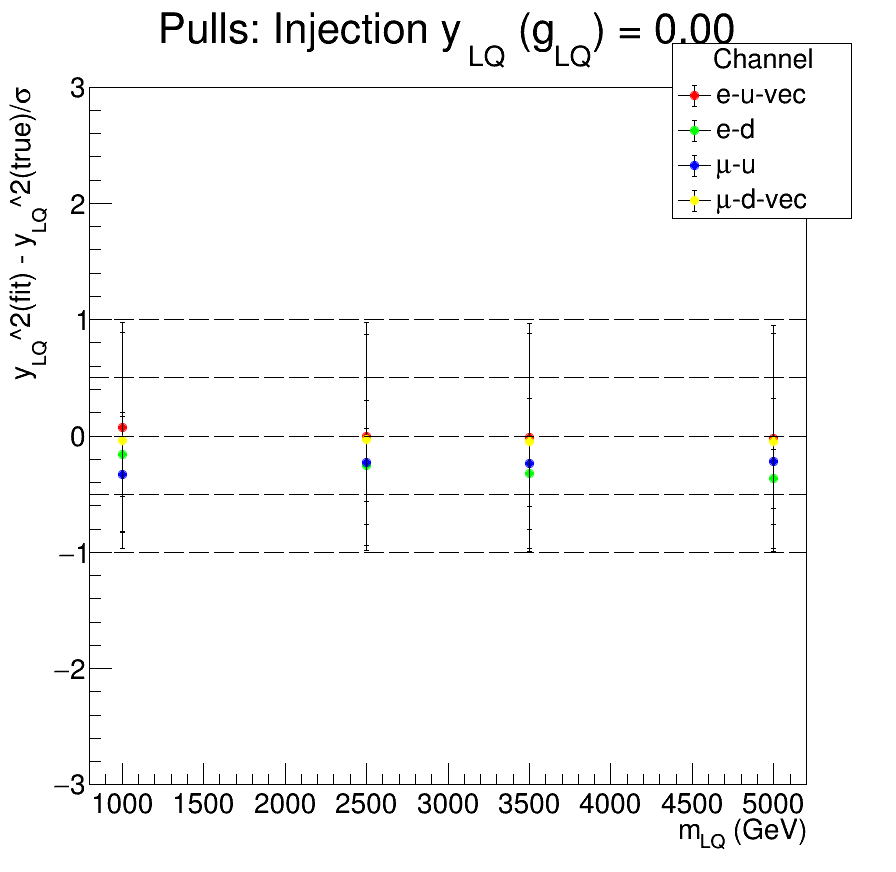 Pulls: Injection y_LQ (g_LQ) = 0.00
Channel
e-u-vec
e-d
μ-u
μ-d-vec
y_LQ^2(fit) - y_LQ^2(true)/σ
3
2
1
0
−1
−2
−3
1000 1500 2000 2500 3000 3500 4000 4500 5000
m_LQ (GeV)